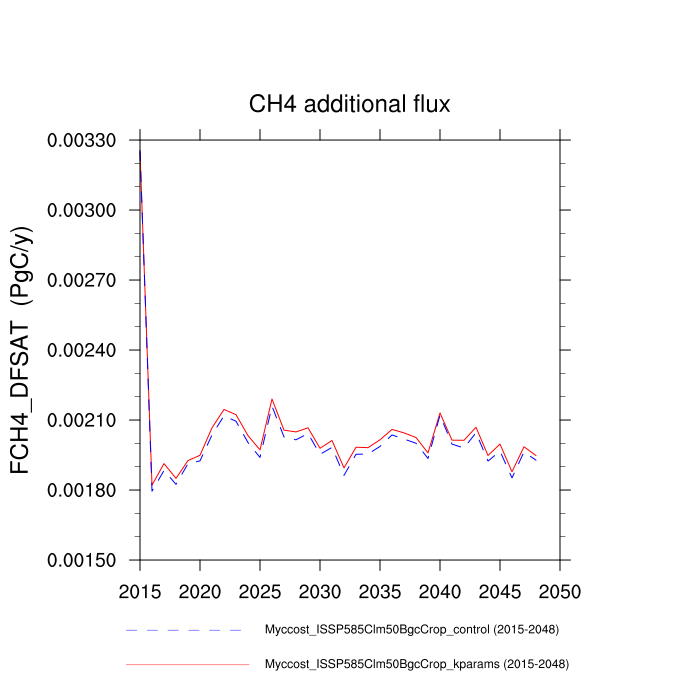 CH4 additional flux
FCH4_DFSAT (PgC/y)
0.00330
0.00300
0.00270
0.00240
0.00210
0.00180
0.00150
2015 2020 2025 2030 2035 2040 2045 2050
Myccost_ISSP585Clm50BgcCrop_control (2015-2048)
Myccost_ISSP585Clm50BgcCrop_kparams (2015-2048)